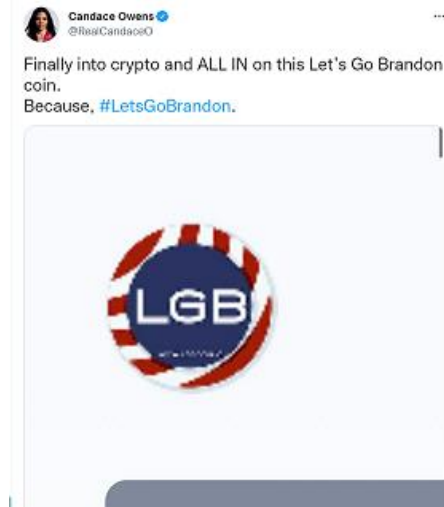 Candace Owens
@RealCandaceO
Finally into crypto and ALL IN on this Let's Go Brandon
coin.
Because, #LetsGoBrandon.
LGB